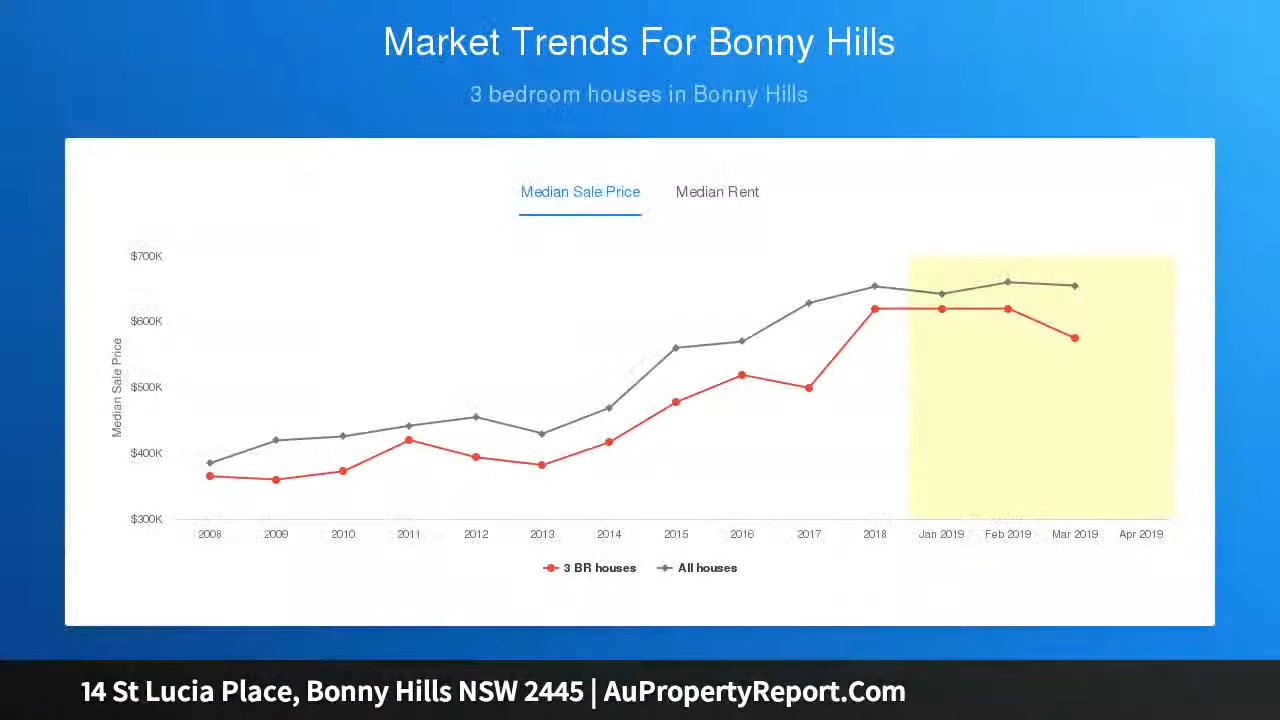 Market Trends For Bonny Hills
3 bedroom houses in Bonny Hills
Median Sale Price Median Rent
$700K
$600K
$500K
$400K
$300K
Median Sale Price
2008 2009 2010 2011 2012 2013 2014 2015 2016 2017 2018 Jan 2019 Feb 2019 Mar 2019 Apr 2019
3 BR houses All houses
14 St Lucia Place, Bonny Hills NSW 2445 | AuPropertyReport.Com